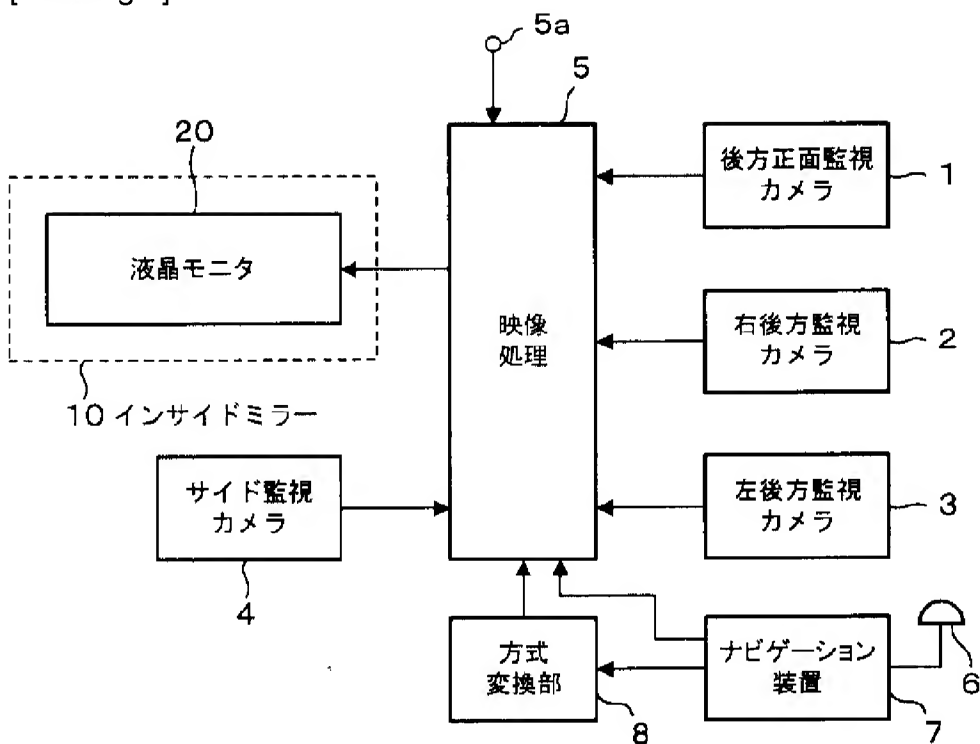 5a
5
20
液晶モニタ
10 インサイドミラー
映像
処理
後方正面監視
カメラ
1
右後方監視
カメラ
2
サイド監視
カメラ
4
左後方監視
カメラ
3
方式
変換部
8
ナビゲーション
装置
7
6